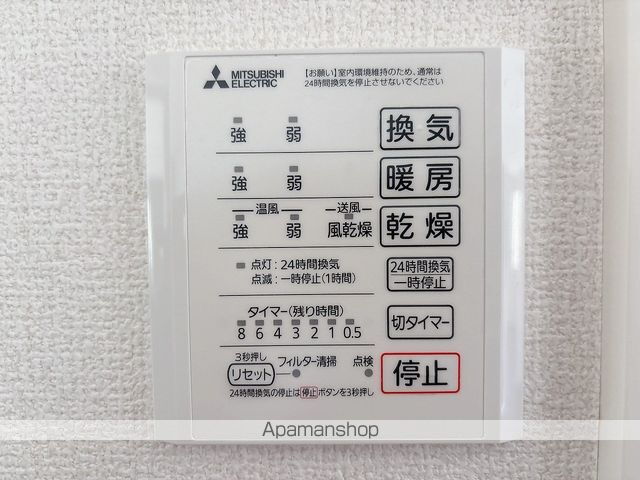 MITSUBISHI ELECTRIC
【お願い】室内環境維持のため、通常は
24時間換気を停止させないでください
強 弱 換気
強 弱 暖房
温風 送風
強 弱 風乾燥 乾燥
点灯:24時間換気
点滅:一時停止(1時間)
24時間換気
一時停止
タイマー(残り時間)
8 6 4 3 2 1 0.5
切タイマー
3秒押し
リセット フィルター清掃 点検
停止
24時間換気の停止は停止ボタンを3秒押し
Apamanshop